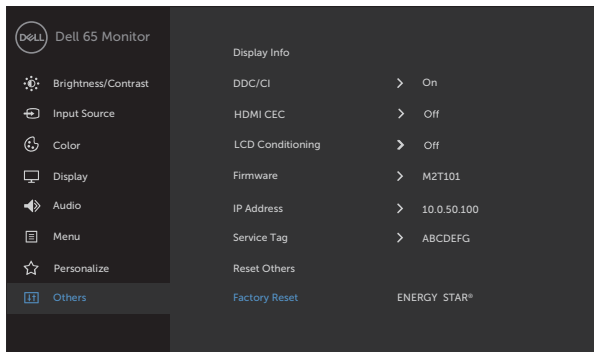 DELL Dell 65 Monitor
Display Info
Brightness/Contrast DDC/CI On
Input Source HDMI CEC Off
Color LCD Conditioning Off
Display Firmware M2T101
Audio IP Address 10.0.50.100
Menu Service Tag ABCDEFG
Personalize Reset Others
Others Factory Reset ENERGY STAR®